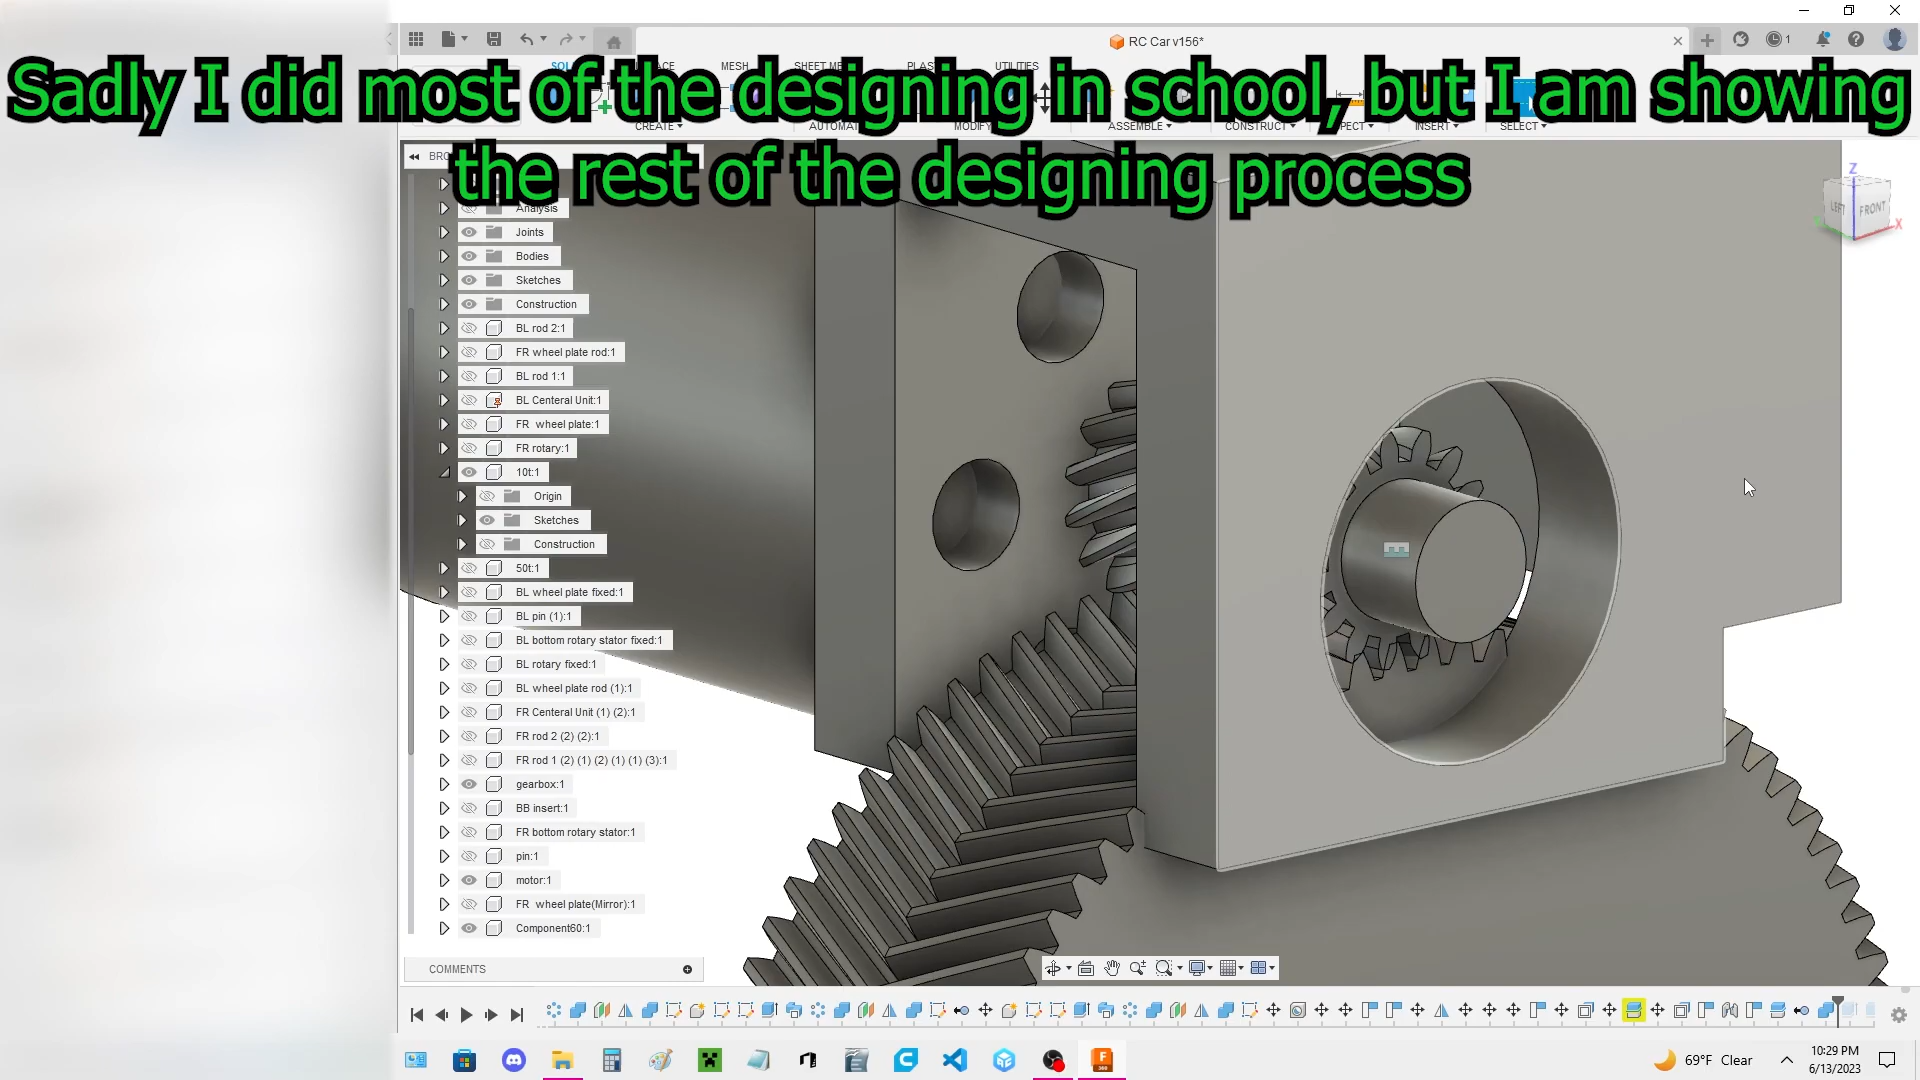 RC Car v156*
1
MESH
UTILITIES
Sadly I did most of the designing in school, but I am showing
the rest of the designing process
CREATE
ASSEMBLE
CONSTRUCT
INSERT
SELECT
Z
LEFT
FRONT
X
Analysis
Joints
Bodies
Sketches
Construction
BL rod 2:1
FR wheel plate rod:1
BL rod 1:1
BL Centeral Unit:1
FR wheel plate:1
FR rotary:1
10t:1
Origin
Sketches
Construction
50t:1
BL wheel plate fixed:1
BL pin (1):1
BL bottom rotary stator fixed:1
BL rotary fixed:1
BL wheel plate rod (1):1
FR Centeral Unit (1) (2):1
FR rod 2 (2) (2):1
FR rod 1 (2) (1) (2) (1) (1) (3):1
gearbox:1
BB insert:1
FR bottom rotary stator:1
pin:1
motor:1
FR wheel plate(Mirror):1
Component60:1
COMMENTS
69°F Clear
10:29 PM
6/13/2023